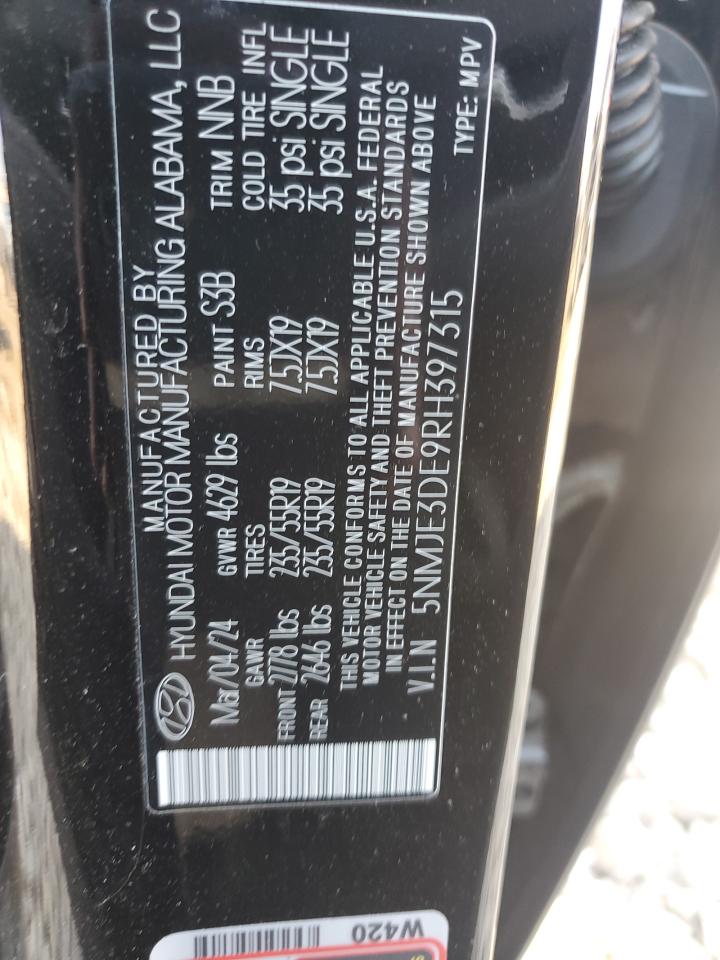 MANUFACTURED BY
HYUNDAI MOTOR MANUFACTURING ALABAMA, LLC
Mar/04/24 GVWR 4629 lbs PAINT S3B TRIM NNB
GAWR TIRES RIMS COLD TIRE INFL
FRONT 2778 lbs 235/55R19 7.5JX19 35 psi SINGLE
REAR 2646 lbs 235/55R19 7.5JX19 35 psi SINGLE
THIS VEHICLE CONFORMS TO ALL APPLICABLE U.S.A. FEDERAL
MOTOR VEHICLE SAFETY AND THEFT PREVENTION STANDARDS
IN EFFECT ON THE DATE OF MANUFACTURE SHOWN ABOVE
V.I.N 5NMJE3DE9RH397315
TYPE: MPV
W420